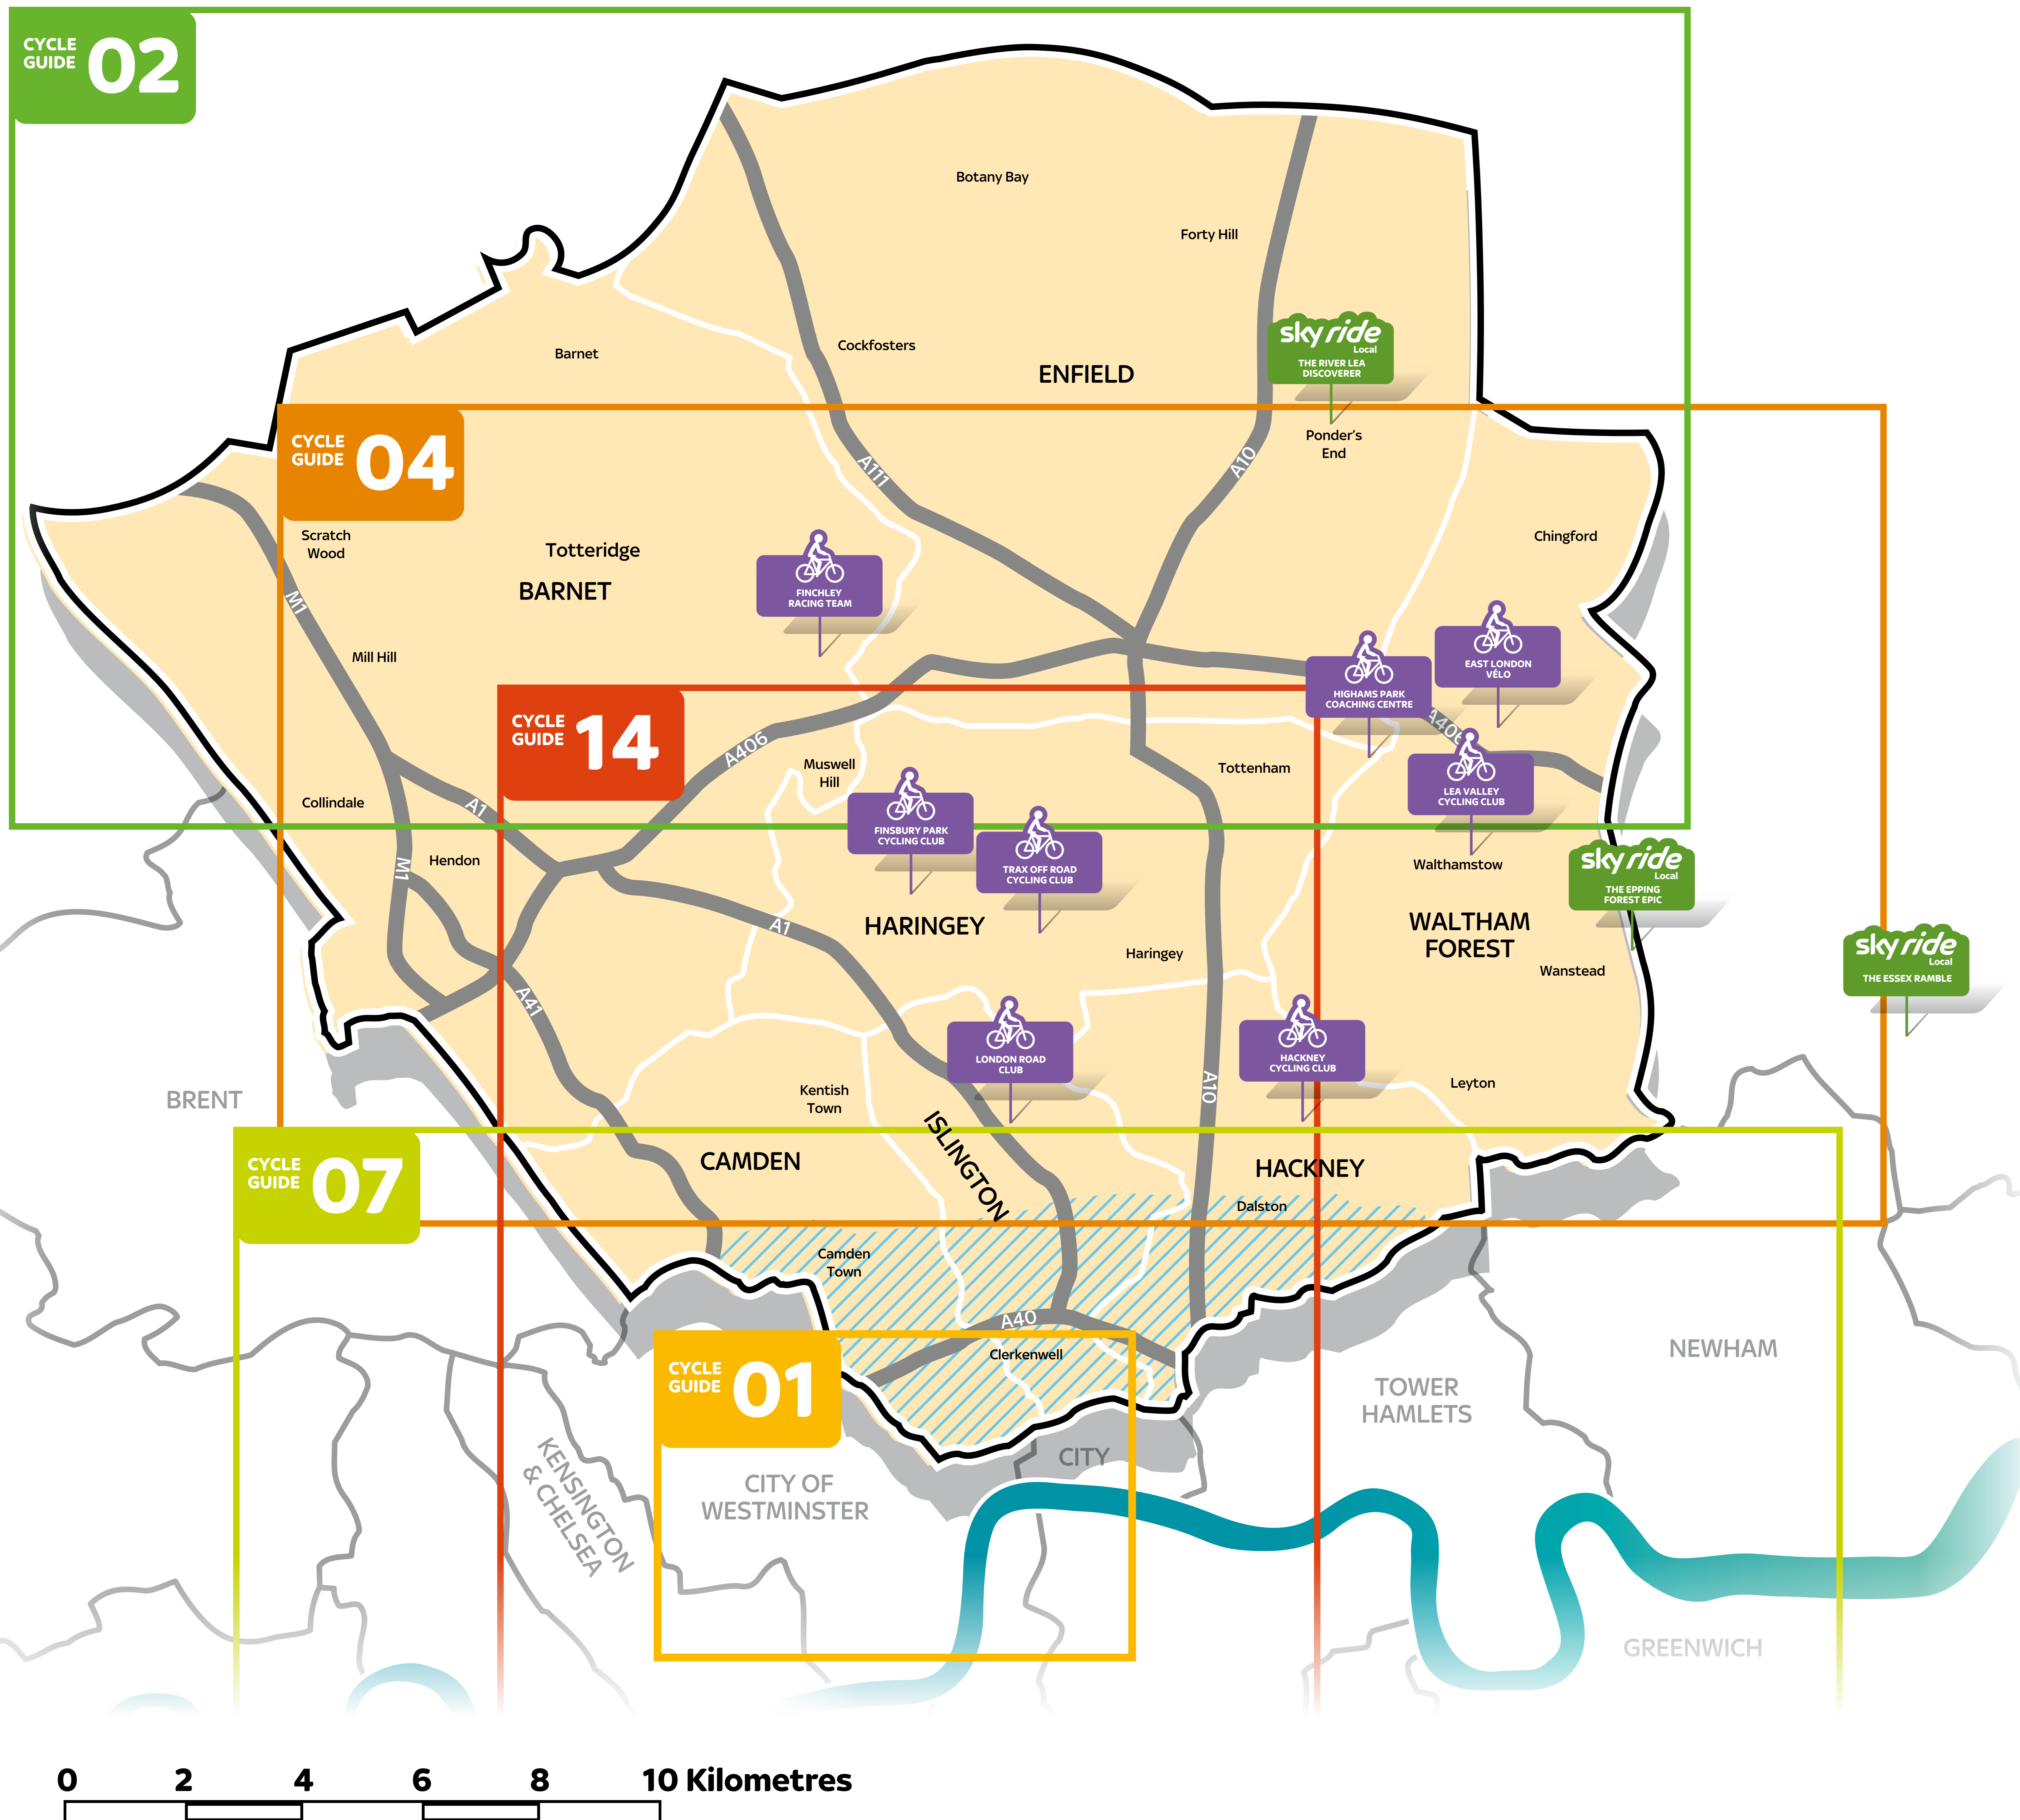 CYCLE
GUIDE 02
Botany Bay
Forty Hill
sky ride
Local
THE RIVER LEA
DISCOVERER
Barnet
Cockfosters
ENFIELD
CYCLE
GUIDE 04
Ponder's
End
A111
A10
Scratch
Wood
Totteridge
BARNET
Chingford
M1
FINCHLEY
RACING TEAM
Mill Hill
EAST LONDON
VÉLO
HIGHAMS PARK
COACHING CENTRE
A406
CYCLE
GUIDE 14
A406
Muswell
Hill
Tottenham
LEA VALLEY
CYCLING CLUB
Collindale
A1
FINSBURY PARK
CYCLING CLUB
Hendon
M1
TRAX OFF ROAD
CYCLING CLUB
Walthamstow
sky ride
Local
THE EPPING
FOREST EPIC
HARINGEY
A1
WALTHAM
FOREST
Haringey
Wanstead
sky ride
Local
THE ESSEX RAMBLE
A41
LONDON ROAD
CLUB
HACKNEY
CYCLING CLUB
BRENT
Kentish
Town
A10
Leyton
ISLINGTON
CYCLE
GUIDE 07
CAMDEN
HACKNEY
Dalston
Camden
Town
A40
Clerkenwell
CYCLE
GUIDE 01
NEWHAM
TOWER
HAMLETS
KENSINGTON
& CHELSEA
CITY OF
WESTMINSTER
CITY
GREENWICH
0 2 4 6 8 10 Kilometres